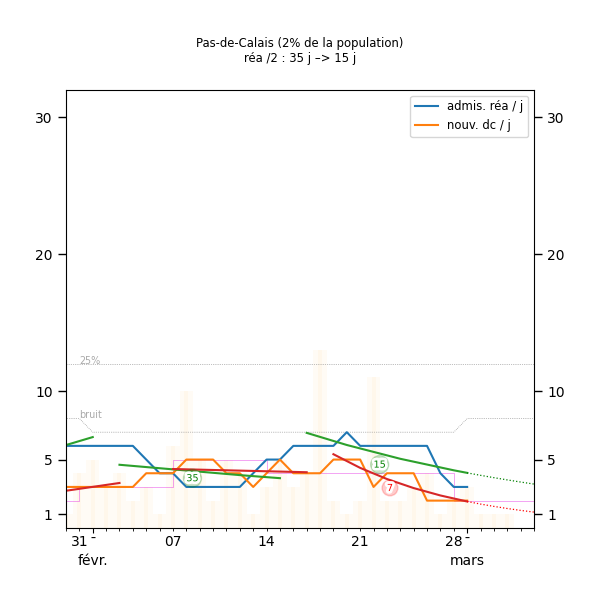 Pas-de-Calais (2% de la population)
réa /2 : 35 j –> 15 j
admis. réa / j
nouv. dc / j
30 30
20 20
25%
10 10
bruit
5 5
35 15 7
1 1
31 07 14 21 28
févr. mars